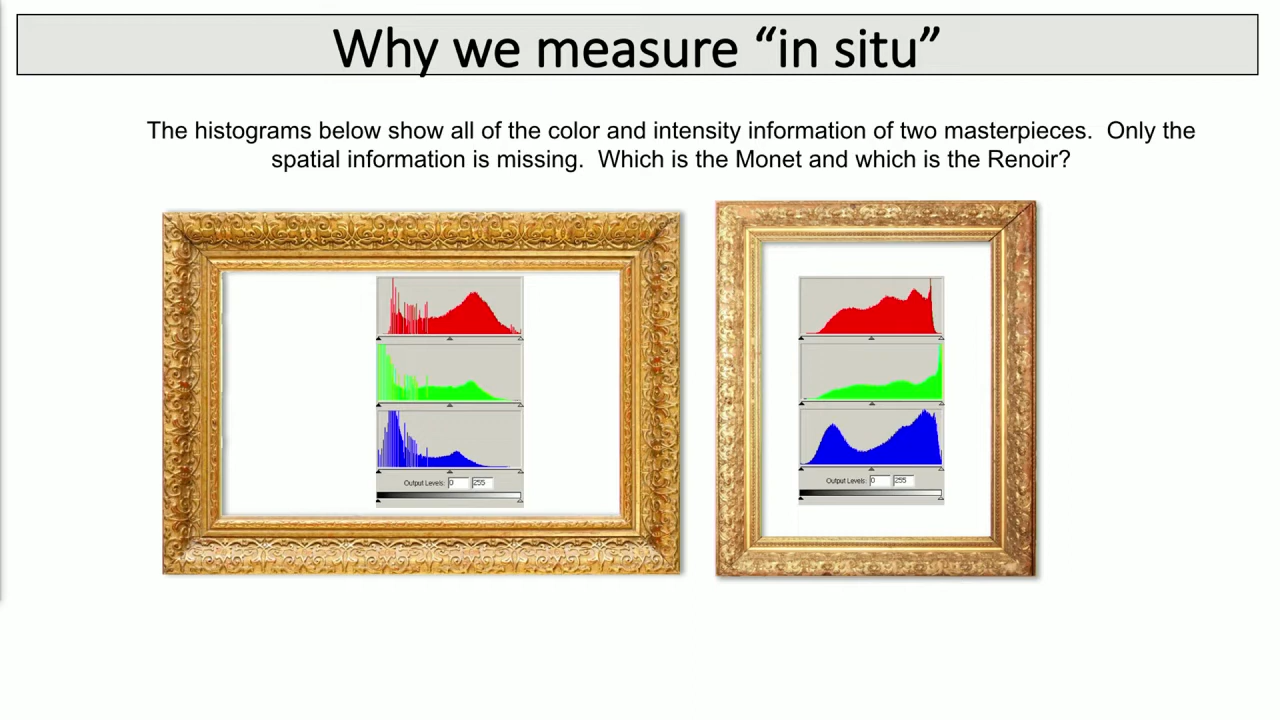 Why we measure “in situ”
The histograms below show all of the color and intensity information of two masterpieces.  Only the
spatial information is missing.  Which is the Monet and which is the Renoir?
Output Levels: 0 255
Output Levels: 0 255